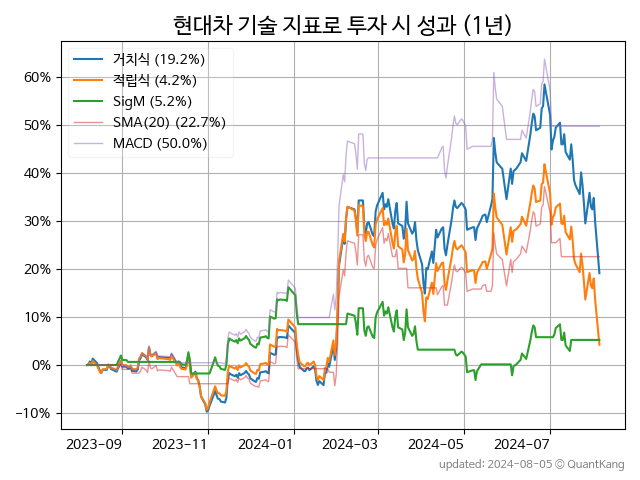 현대차 기술 지표로 투자 시 성과 (1년)
거치식 (19.2%)
적립식 (4.2%)
SigM (5.2%)
SMA(20) (22.7%)
MACD (50.0%)
60%
50%
40%
30%
20%
10%
0%
−10%
2023-09 2023-11 2024-01 2024-03 2024-05 2024-07
updated: 2024-08-05 © QuantKang